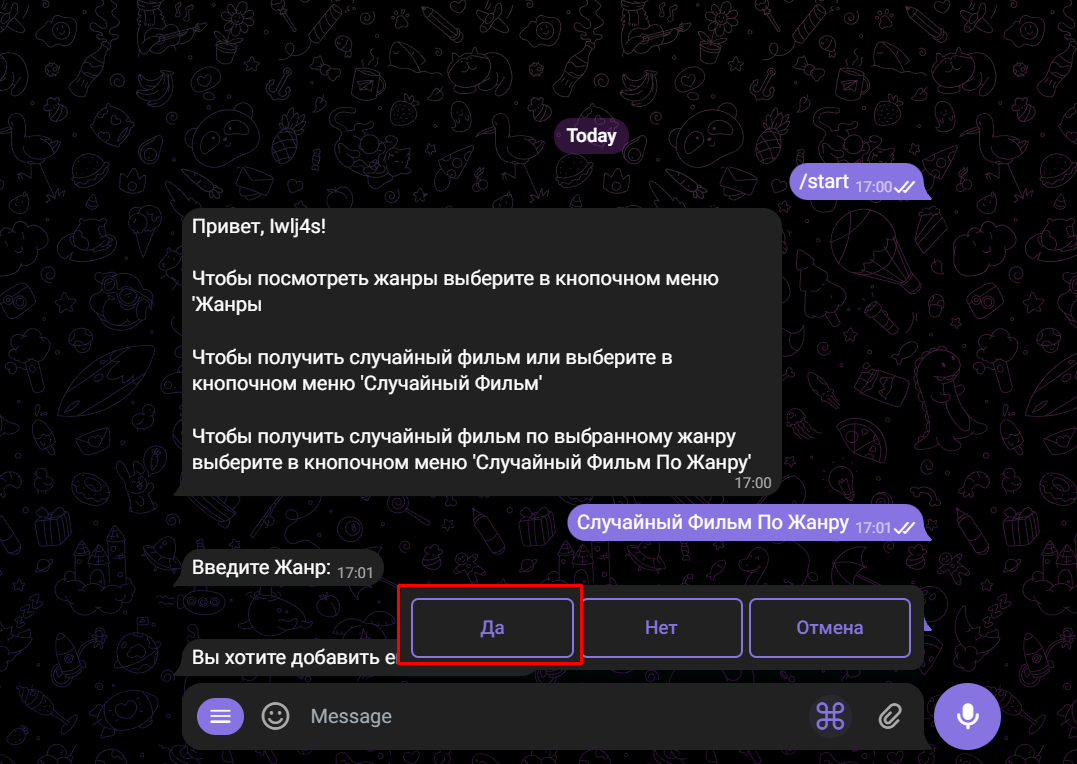 Today
/start 17:00
Привет, lwlj4s!
Чтобы посмотреть жанры выберите в кнопочном меню
'Жанры
Чтобы получить случайный фильм или выберите в
кнопочном меню 'Случайный Фильм'
Чтобы получить случайный фильм по выбранному жанру
выберите в кнопочном меню 'Случайный Фильм По Жанру'
17:00
Случайный Фильм По Жанру 17:01
Введите Жанр: 17:01
Да Нет Отмена
Вы хотите добавить
Message